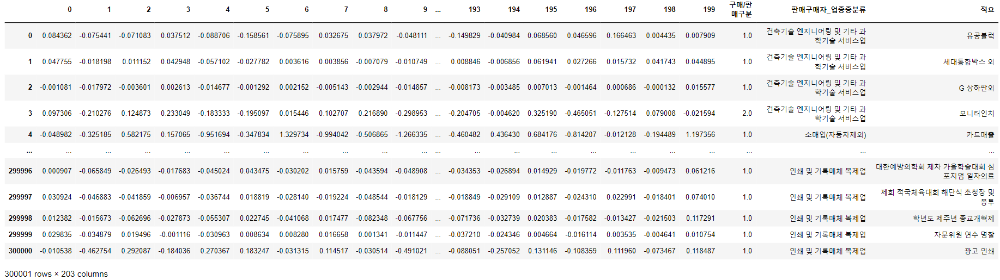 0 1 2 3 4 5 6 7 8 9 ... 193 194 195 196 197 198 199 구매/판매구분 판매구매자_업종중분류 적요
0 0.084362 -0.075441 -0.071083 0.037512 -0.088706 -0.158561 -0.075895 0.032675 0.037972 -0.048111 ... -0.149829 -0.040984 0.068560 0.046596 0.166463 0.004435 0.007909 1.0 건축기술 엔지니어링 및 기타 과학기술 서비스업 유공블럭
1 0.047755 -0.018198 0.011152 0.042948 -0.057102 -0.027782 0.003616 0.003856 -0.007079 -0.010749 ... 0.008846 -0.006856 0.061941 0.027266 0.015732 0.041743 0.044895 1.0 건축기술 엔지니어링 및 기타 과학기술 서비스업 세대통합박스 외
2 -0.001081 -0.017972 -0.003601 0.002613 -0.014677 -0.001292 0.002152 -0.005143 -0.002944 -0.014857 ... -0.008173 -0.003485 0.007013 -0.001464 0.000686 -0.000132 0.015577 1.0 건축기술 엔지니어링 및 기타 과학기술 서비스업 G 상하판외
3 0.097306 -0.210276 0.124873 0.233049 -0.183333 -0.195097 0.015446 0.102707 0.216890 -0.298953 ... -0.204705 -0.004620 0.325190 -0.465051 -0.127514 0.079008 -0.021594 2.0 건축기술 엔지니어링 및 기타 과학기술 서비스업 모니터인치
4 -0.048982 -0.325185 0.582175 0.157065 -0.951694 -0.347834 1.329734 -0.994042 -0.506865 -1.266335 ... -0.460482 0.436430 0.684176 -0.814207 -0.012128 -0.194489 1.197356 1.0 소매업(자동차제외) 카드매출
... ... ... ... ... ... ... ... ... ... ... ... ... ... ... ... ... ... ... ... ... ...
299996 0.000907 -0.065849 -0.026493 -0.017683 -0.045024 0.043475 -0.030202 0.015759 -0.043594 -0.048908 ... -0.034353 -0.026894 0.014929 -0.019772 -0.011763 -0.009473 0.061216 1.0 인쇄 및 기록매체 복제업 대한예방의학회 제차 가을학술대회 심포지엄 일자의료
299997 0.030924 -0.046883 -0.041859 -0.006957 -0.036744 0.018819 -0.028140 -0.019224 -0.048544 -0.018129 ... -0.018849 -0.029109 0.012887 -0.024310 0.022991 -0.018401 0.074010 1.0 인쇄 및 기록매체 복제업 제회 적국체육대회 해단식 초청장 및 봉투
299998 0.012382 -0.015673 -0.062696 -0.027873 -0.055307 0.022745 -0.041068 0.017477 -0.082348 -0.067756 ... -0.071736 -0.032739 0.020383 -0.017582 -0.013427 -0.021503 0.117291 1.0 인쇄 및 기록매체 복제업 학년도 제주년 종교개혁제
299999 0.029835 -0.034879 0.019496 -0.001116 -0.030963 0.008634 0.008280 0.016658 0.001341 -0.011447 ... -0.037210 -0.024346 0.004664 -0.016114 0.003535 -0.004641 0.010754 1.0 인쇄 및 기록매체 복제업 자문위원 연수 명찰
300000 -0.010538 -0.462754 0.292087 -0.184036 0.270367 0.183247 -0.031315 0.114517 -0.030514 -0.491021 ... -0.088051 -0.257052 0.131146 -0.108359 0.111960 -0.073467 0.118487 1.0 인쇄 및 기록매체 복제업 광고 인쇄
300001 rows × 203 columns